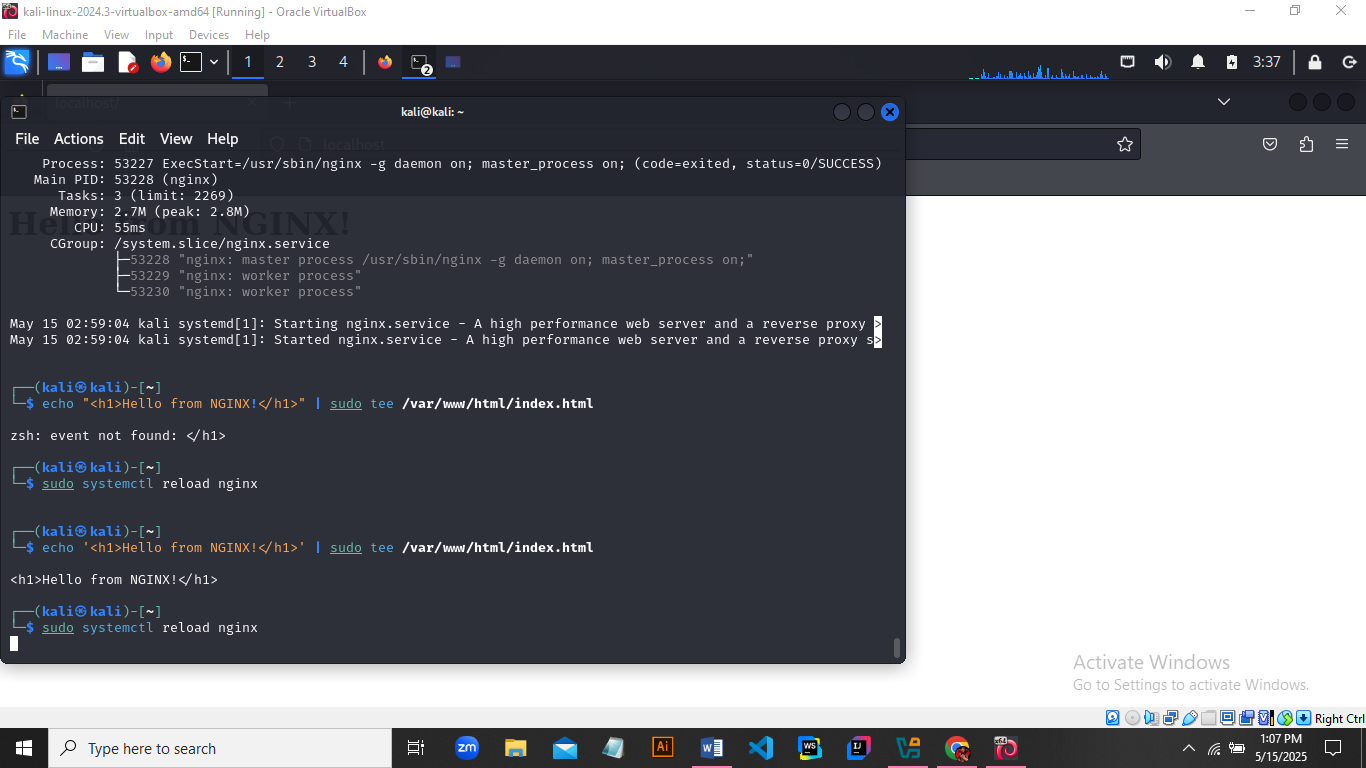 kali-linux-2024.3-virtualbox-amd64 [Running] - Oracle VirtualBox
File Machine View Input Devices Help
1 2 3 4 2 3:37
localhost/
kali@kali: ~
File Actions Edit View Help
localhost
Process: 53227 ExecStart=/usr/sbin/nginx -g daemon on; master_process on; (code=exited, status=0/SUCCESS)
Main PID: 53228 (nginx)
Tasks: 3 (limit: 2269)
Memory: 2.7M (peak: 2.8M)
Hello from NGINX!
CPU: 55ms
CGroup: /system.slice/nginx.service
├─53228 "nginx: master process /usr/sbin/nginx -g daemon on; master_process on;"
├─53229 "nginx: worker process"
└─53230 "nginx: worker process"
May 15 02:59:04 kali systemd[1]: Starting nginx.service - A high performance web server and a reverse proxy >
May 15 02:59:04 kali systemd[1]: Started nginx.service - A high performance web server and a reverse proxy s>
┌──(kali㉿kali)-[~]
└─$ echo "<h1>Hello from NGINX!</h1>" | sudo tee /var/www/html/index.html
zsh: event not found: </h1>
┌──(kali㉿kali)-[~]
└─$ sudo systemctl reload nginx
┌──(kali㉿kali)-[~]
└─$ echo '<h1>Hello from NGINX!</h1>' | sudo tee /var/www/html/index.html
<h1>Hello from NGINX!</h1>
┌──(kali㉿kali)-[~]
└─$ sudo systemctl reload nginx
Activate Windows
Go to Settings to activate Windows.
Right Ctrl
Type here to search
zm
Ai
W
WS
IJ
x64
1:07 PM
5/15/2025